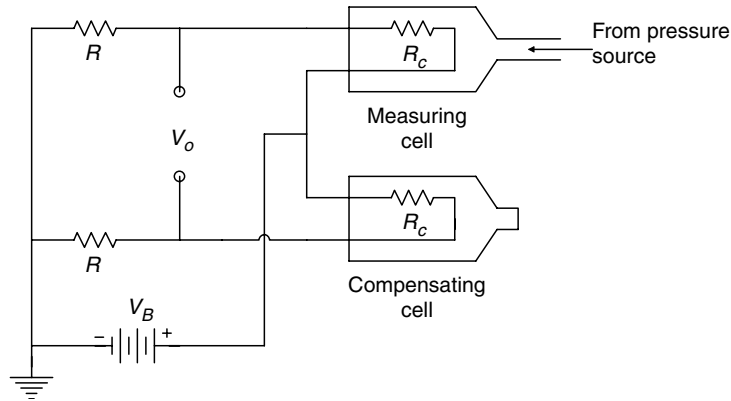 From pressure
source
R
R_c
Measuring
cell
V_o
R_c
R
Compensating
cell
V_B
− +